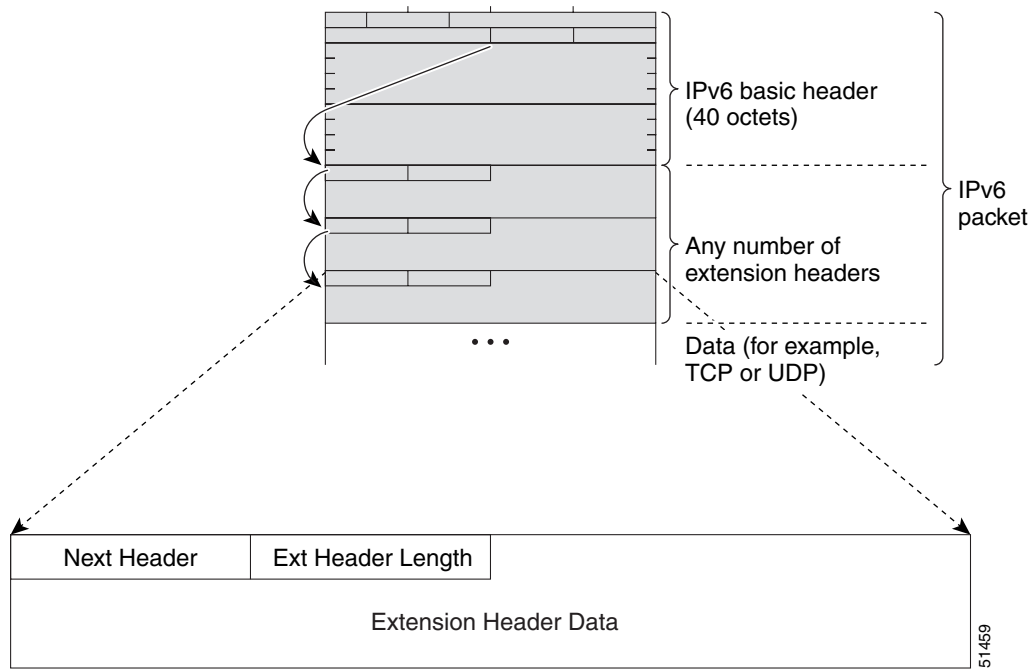 IPv6 basic header
(40 octets)
IPv6
packet
Any number of
extension headers
Data (for example,
TCP or UDP)
Next Header
Ext Header Length
Extension Header Data
51459